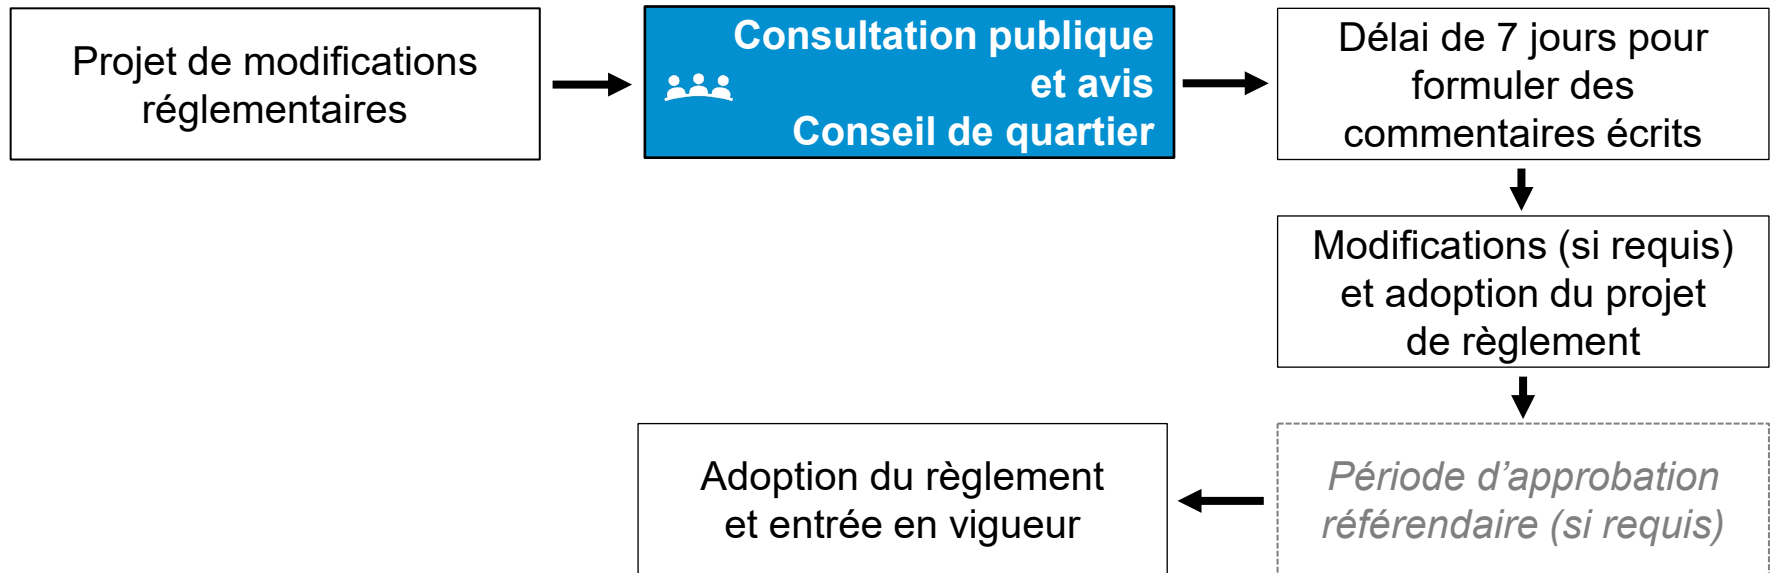 Projet de modifications
réglementaires
Consultation publique
et avis
Conseil de quartier
Délai de 7 jours pour
formuler des
commentaires écrits
Modifications (si requis)
et adoption du projet
de règlement
Période d’approbation
référendaire (si requis)
Adoption du règlement
et entrée en vigueur